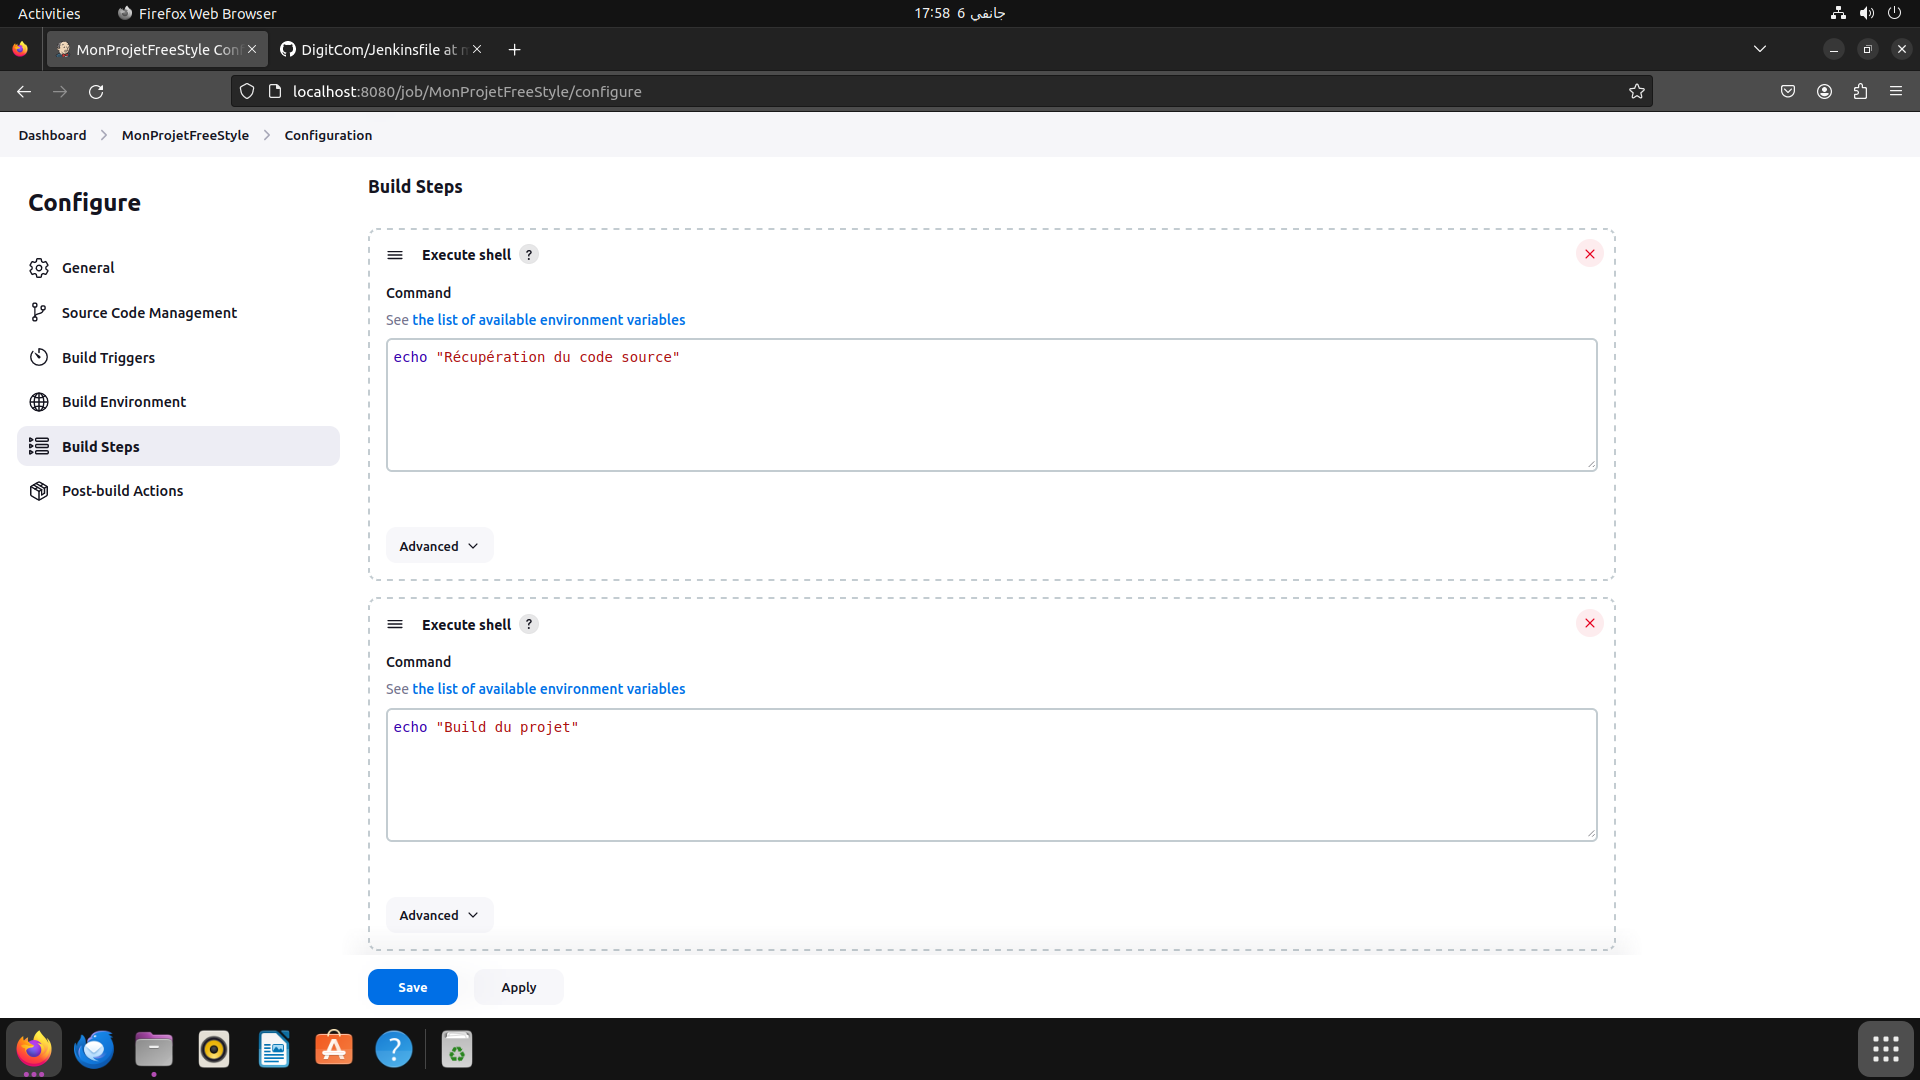 Activities
Firefox Web Browser
17:58 6 جانفي
MonProjetFreeStyle Con
DigitCom/Jenkinsfile at m
localhost:8080/job/MonProjetFreeStyle/configure
Dashboard
MonProjetFreeStyle
Configuration
Configure
General
Source Code Management
Build Triggers
Build Environment
Build Steps
Post-build Actions
Build Steps
Execute shell ?
Command
See the list of available environment variables
echo "Récupération du code source"
Advanced
Execute shell ?
Command
See the list of available environment variables
echo "Build du projet"
Advanced
Save
Apply